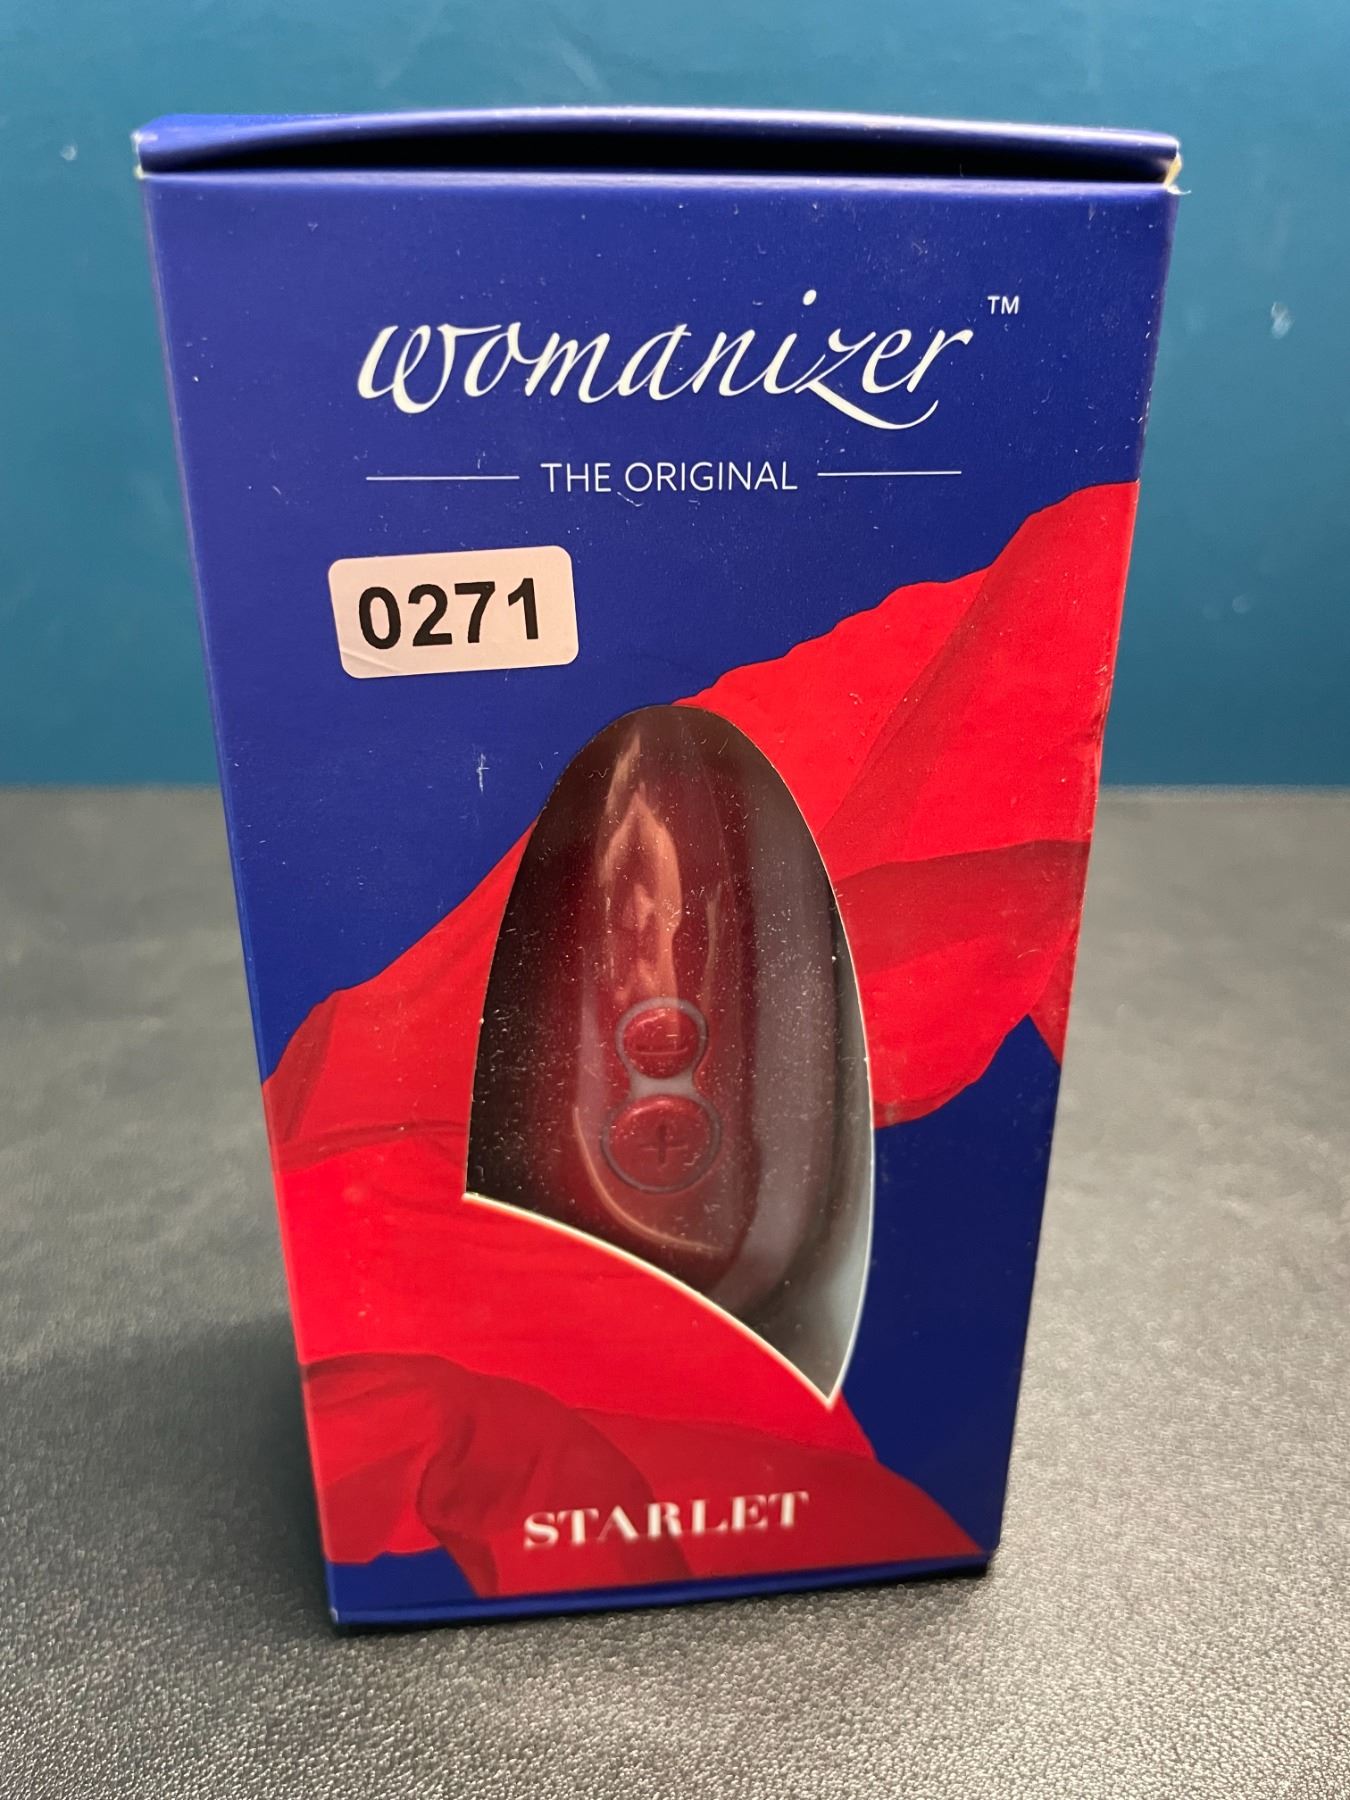 womanizer™
THE ORIGINAL
0271
STARLET